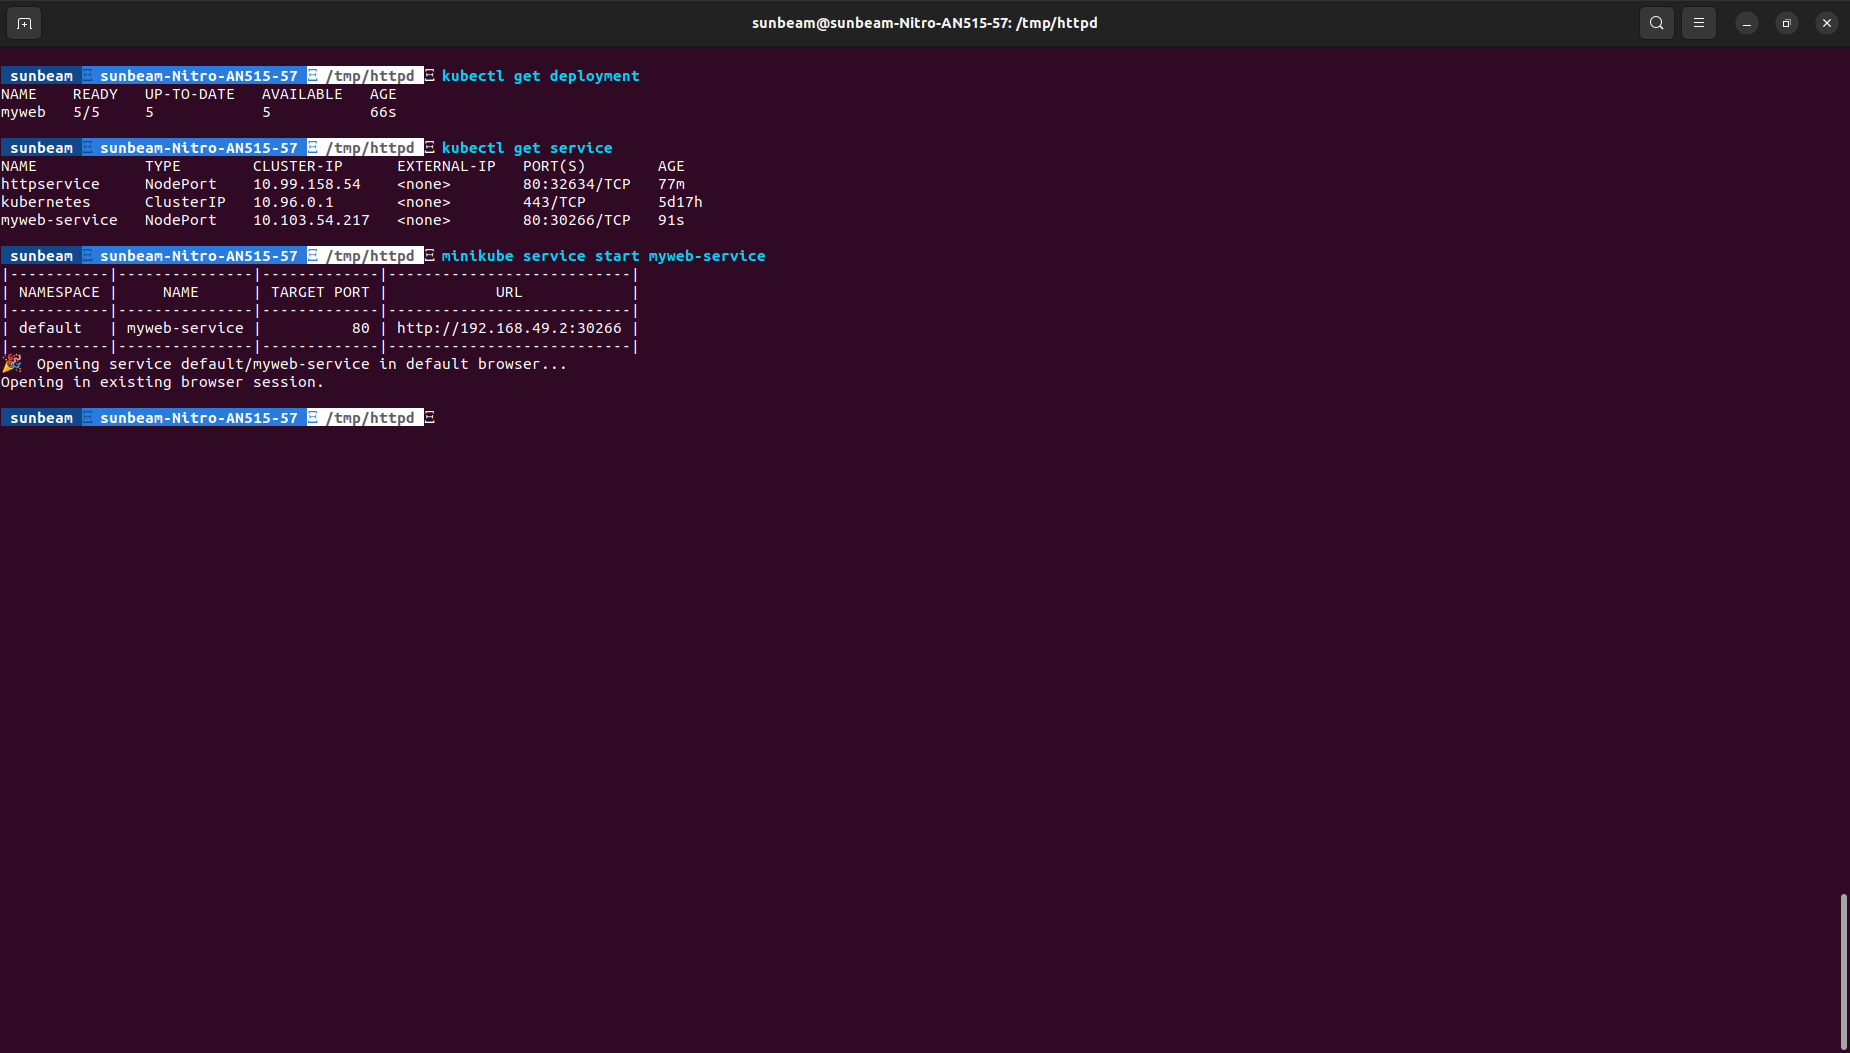 sunbeam@sunbeam-Nitro-AN515-57: /tmp/httpd
sunbeam sunbeam-Nitro-AN515-57 /tmp/httpd kubectl get deployment
NAME    READY   UP-TO-DATE   AVAILABLE   AGE
myweb   5/5     5            5           66s
sunbeam sunbeam-Nitro-AN515-57 /tmp/httpd kubectl get service
NAME            TYPE        CLUSTER-IP      EXTERNAL-IP   PORT(S)        AGE
httpservice     NodePort    10.99.158.54    <none>        80:32634/TCP   77m
kubernetes      ClusterIP   10.96.0.1       <none>        443/TCP        5d17h
myweb-service   NodePort    10.103.54.217   <none>        80:30266/TCP   91s
sunbeam sunbeam-Nitro-AN515-57 /tmp/httpd minikube service start myweb-service
|-----------|---------------|-------------|---------------------------|
| NAMESPACE |     NAME      | TARGET PORT |            URL            |
|-----------|---------------|-------------|---------------------------|
| default   | myweb-service |          80 | http://192.168.49.2:30266 |
|-----------|---------------|-------------|---------------------------|
🎉  Opening service default/myweb-service in default browser...
Opening in existing browser session.
sunbeam sunbeam-Nitro-AN515-57 /tmp/httpd